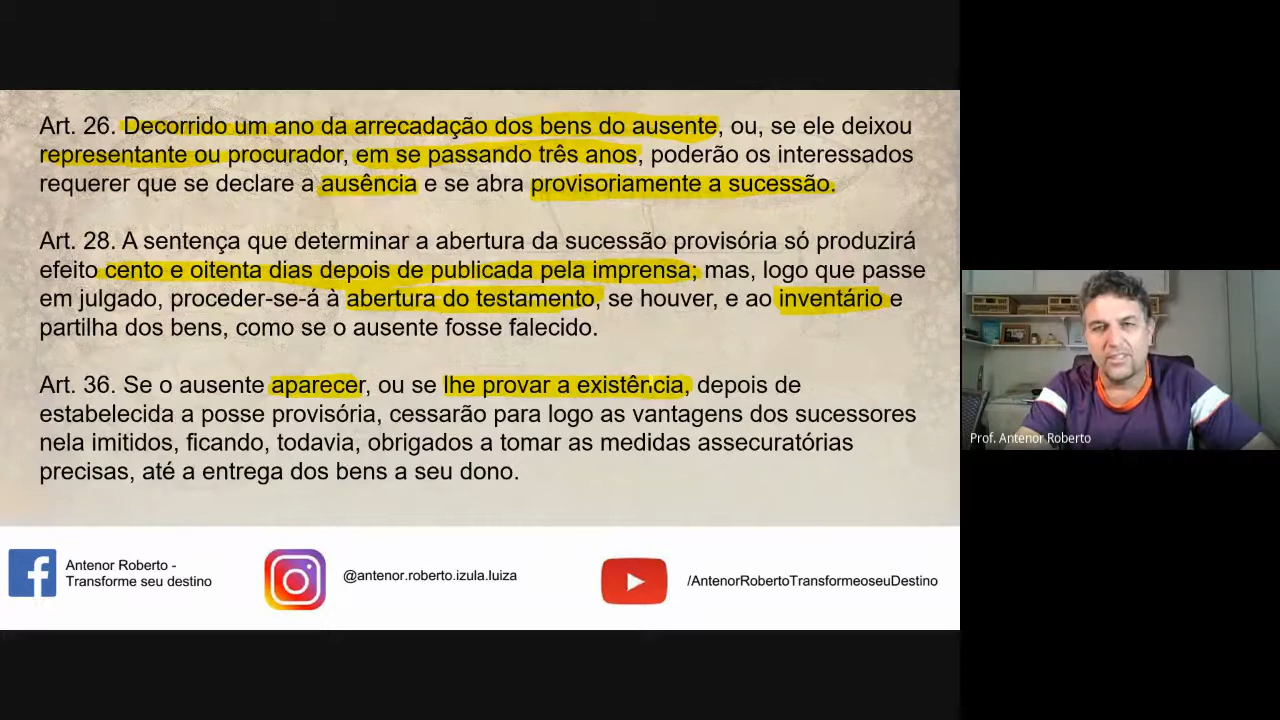 Art. 26. Decorrido um ano da arrecadação dos bens do ausente, ou, se ele deixou
representante ou procurador, em se passando três anos, poderão os interessados
requerer que se declare a ausência e se abra provisoriamente a sucessão.
Art. 28. A sentença que determinar a abertura da sucessão provisória só produzirá
efeito cento e oitenta dias depois de publicada pela imprensa; mas, logo que passe
em julgado, proceder-se-á à abertura do testamento, se houver, e ao inventário e
partilha dos bens, como se o ausente fosse falecido.
Art. 36. Se o ausente aparecer, ou se lhe provar a existência, depois de
estabelecida a posse provisória, cessarão para logo as vantagens dos sucessores
nela imitidos, ficando, todavia, obrigados a tomar as medidas assecuratórias
precisas, até a entrega dos bens a seu dono.
Prof. Antenor Roberto
Antenor Roberto -
Transforme seu destino
@antenor.roberto.izula.luiza
/AntenorRobertoTransformeoseuDestino